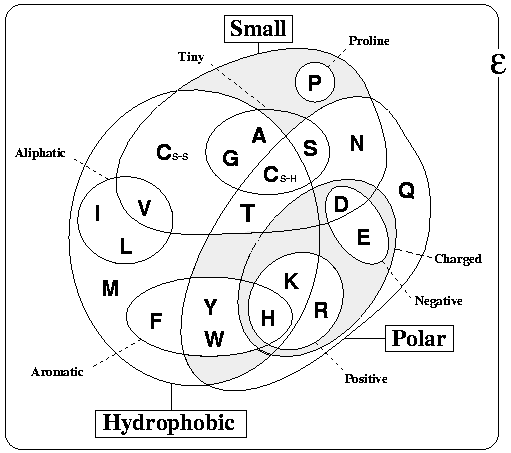 Small
Proline
Tiny
ε
P
A
N
C S-S
G
S
Aliphatic
C S-H
Q
I
V
T
D
L
E
Charged
K
M
Negative
Y
R
F
H
W
Polar
Aromatic
Positive
Hydrophobic